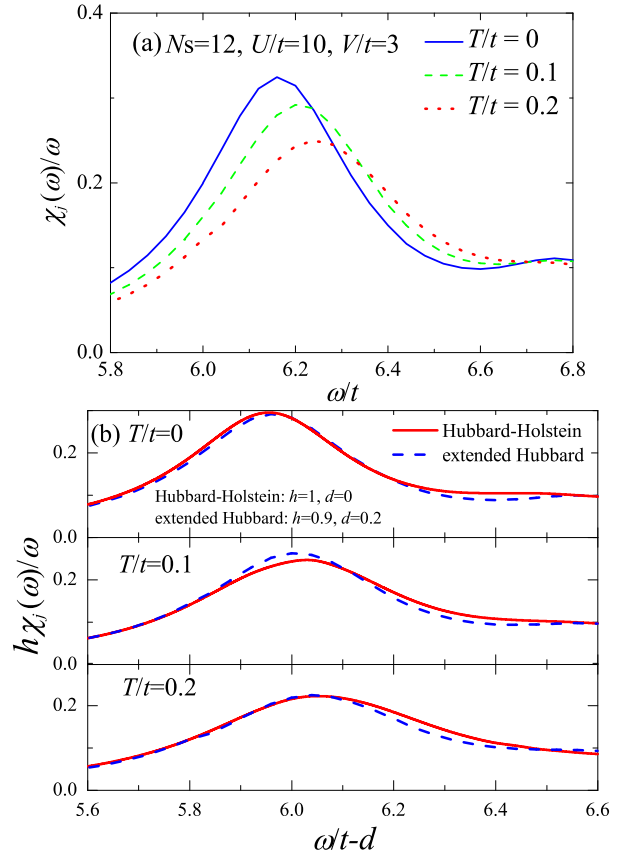 (a) Ns=12, U/t=10, V/t=3
T/t = 0
T/t = 0.1
T/t = 0.2
0.4
0.2
0.0
χj(ω)/ω
5.8 6.0 6.2 6.4 6.6 6.8
ω/t
(b) T/t=0
Hubbard-Holstein
extended Hubbard
Hubbard-Holstein: h=1, d=0
extended Hubbard: h=0.9, d=0.2
0.2
0.0
T/t=0.1
0.2
0.0
T/t=0.2
0.2
0.0
hχj(ω)/ω
5.6 5.8 6.0 6.2 6.4 6.6
ω/t-d